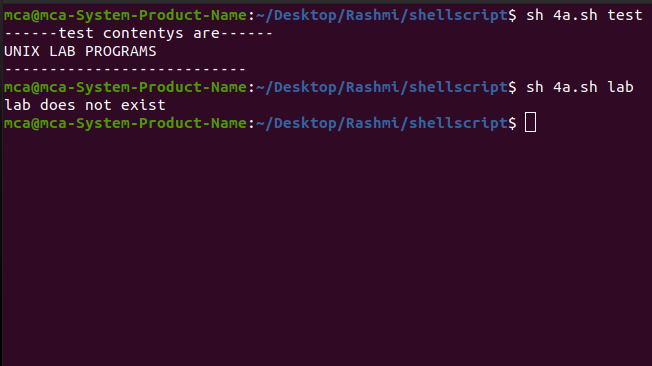 mca@mca-System-Product-Name:~/Desktop/Rashmi/shellscript$ sh 4a.sh test
------test contentys are------
UNIX LAB PROGRAMS
---------------------------
mca@mca-System-Product-Name:~/Desktop/Rashmi/shellscript$ sh 4a.sh lab
lab does not exist
mca@mca-System-Product-Name:~/Desktop/Rashmi/shellscript$